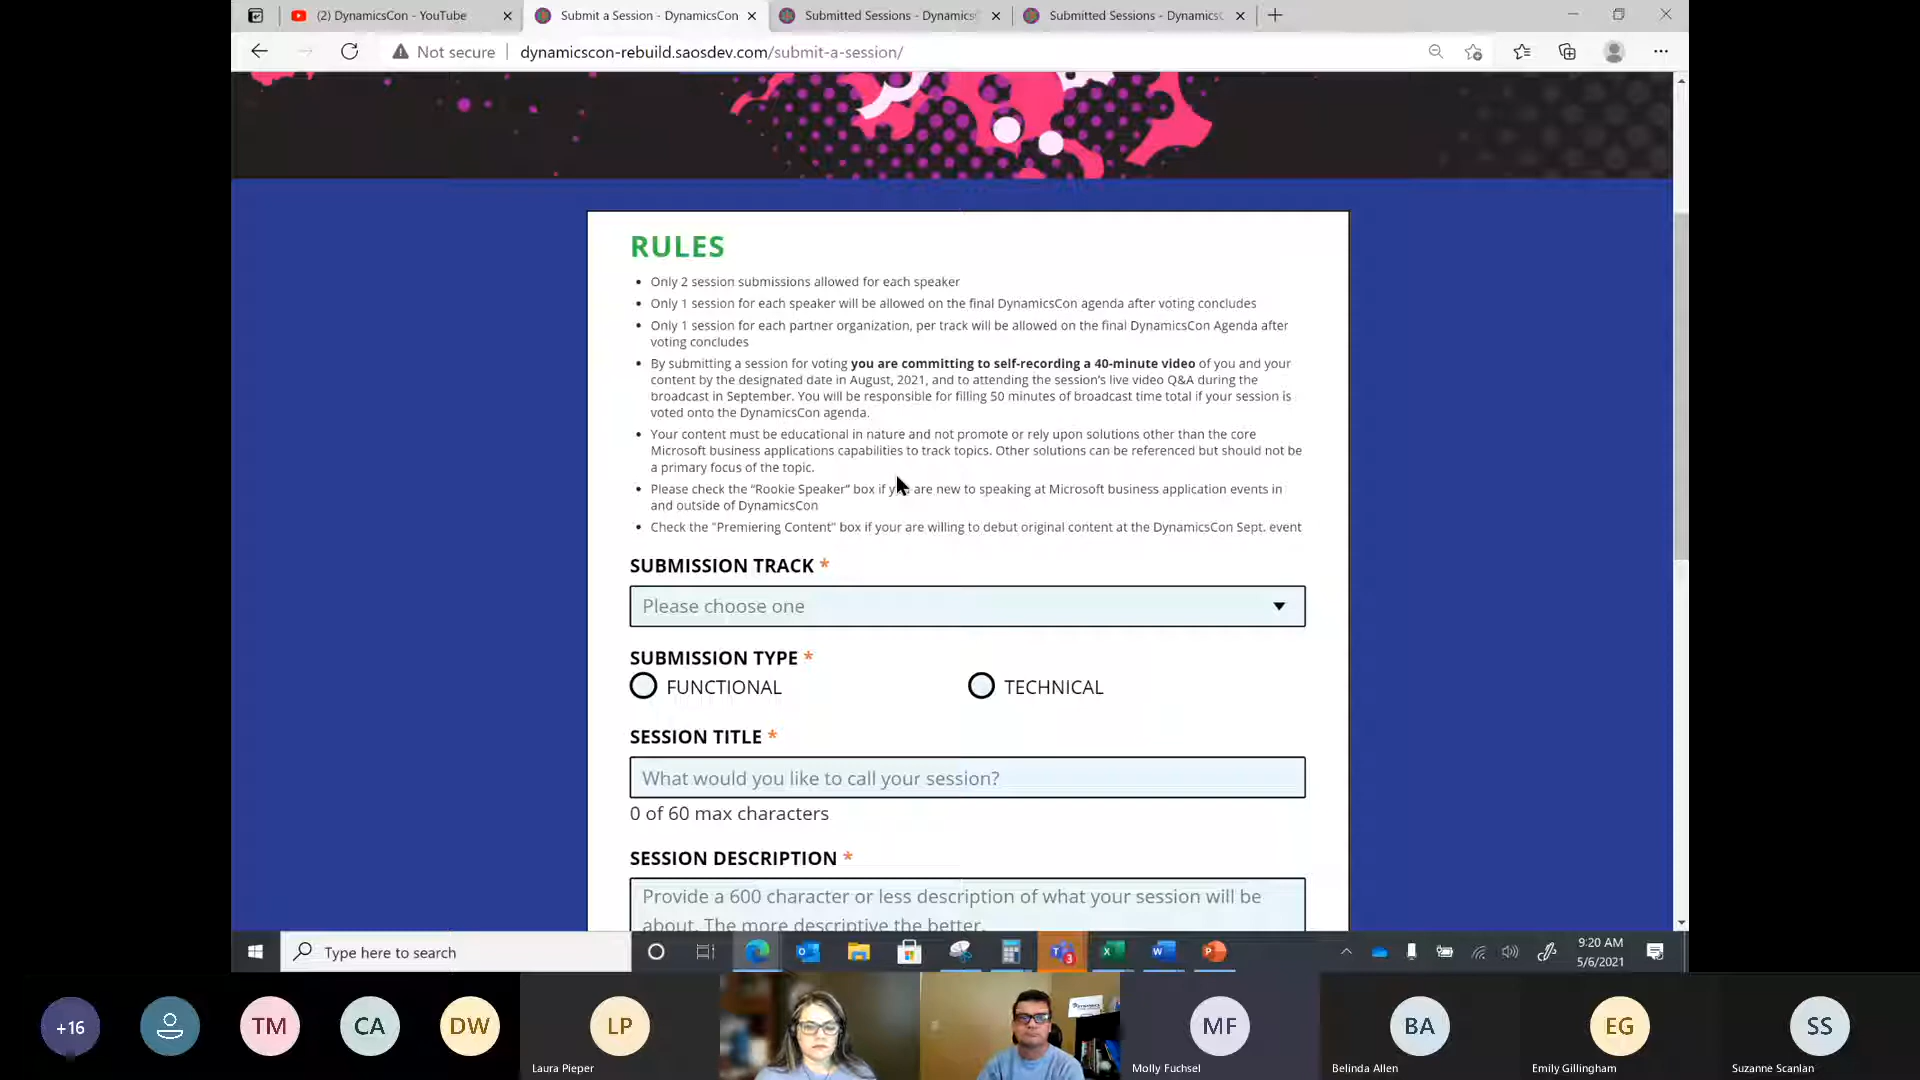 (2) DynamicsCon - YouTube
Submit a Session - DynamicsCon
Submitted Sessions - Dynamics
Submitted Sessions - Dynamics
Not secure
dynamicscon-rebuild.saosdev.com/submit-a-session/
RULES
Only 2 session submissions allowed for each speaker
Only 1 session for each speaker will be allowed on the final DynamicsCon agenda after voting concludes
Only 1 session for each partner organization, per track will be allowed on the final DynamicsCon Agenda after
voting concludes
By submitting a session for voting you are committing to self-recording a 40-minute video of you and your
content by the designated date in August, 2021, and to attending the session's live video Q&A during the
broadcast in September. You will be responsible for filling 50 minutes of broadcast time total if your session is
voted onto the DynamicsCon agenda.
Your content must be educational in nature and not promote or rely upon solutions other than the core
Microsoft business applications capabilities to track topics. Other solutions can be referenced but should not be
a primary focus of the topic.
Please check the “Rookie Speaker” box if you are new to speaking at Microsoft business application events in
and outside of DynamicsCon
Check the "Premiering Content" box if your are willing to debut original content at the DynamicsCon Sept. event
SUBMISSION TRACK *
Please choose one
SUBMISSION TYPE *
FUNCTIONAL
TECHNICAL
SESSION TITLE *
What would you like to call your session?
0 of 60 max characters
SESSION DESCRIPTION *
Provide a 600 character or less description of what your session will be
about. The more descriptive the better.
Type here to search
3
9:20 AM
5/6/2021
+16
TM
CA
DW
LP
MF
BA
EG
SS
Laura Pieper
Molly Fuchsel
Belinda Allen
Emily Gillingham
Suzanne Scanlan